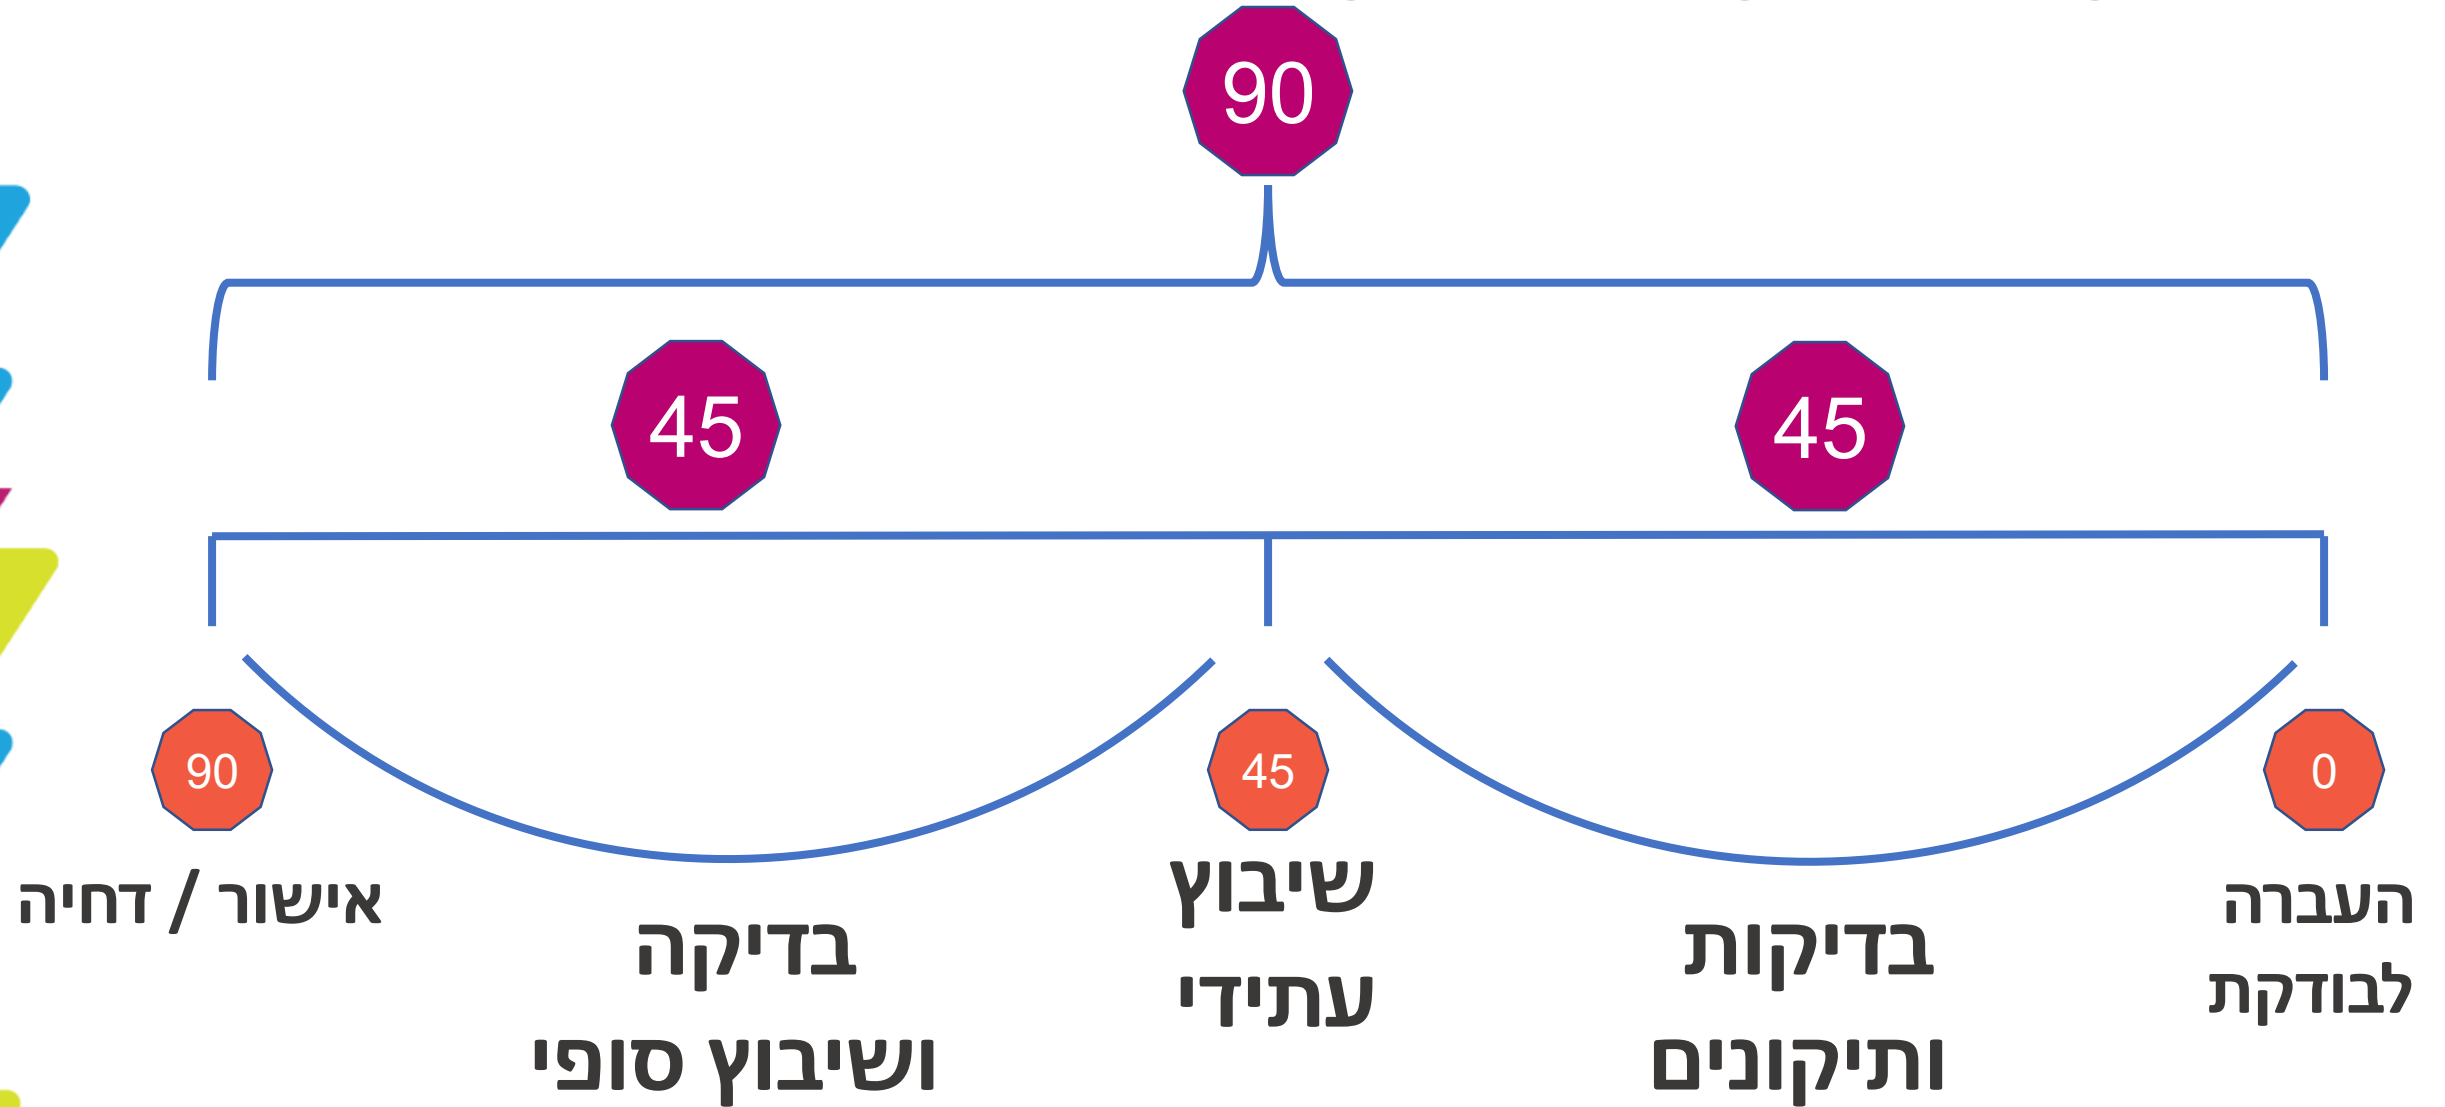 90
45
45
0
45
90
העברה
לבודקת
בדיקות
ותיקונים
שיבוץ
עתידי
בדיקה
ושיבוץ סופי
אישור / דחיה